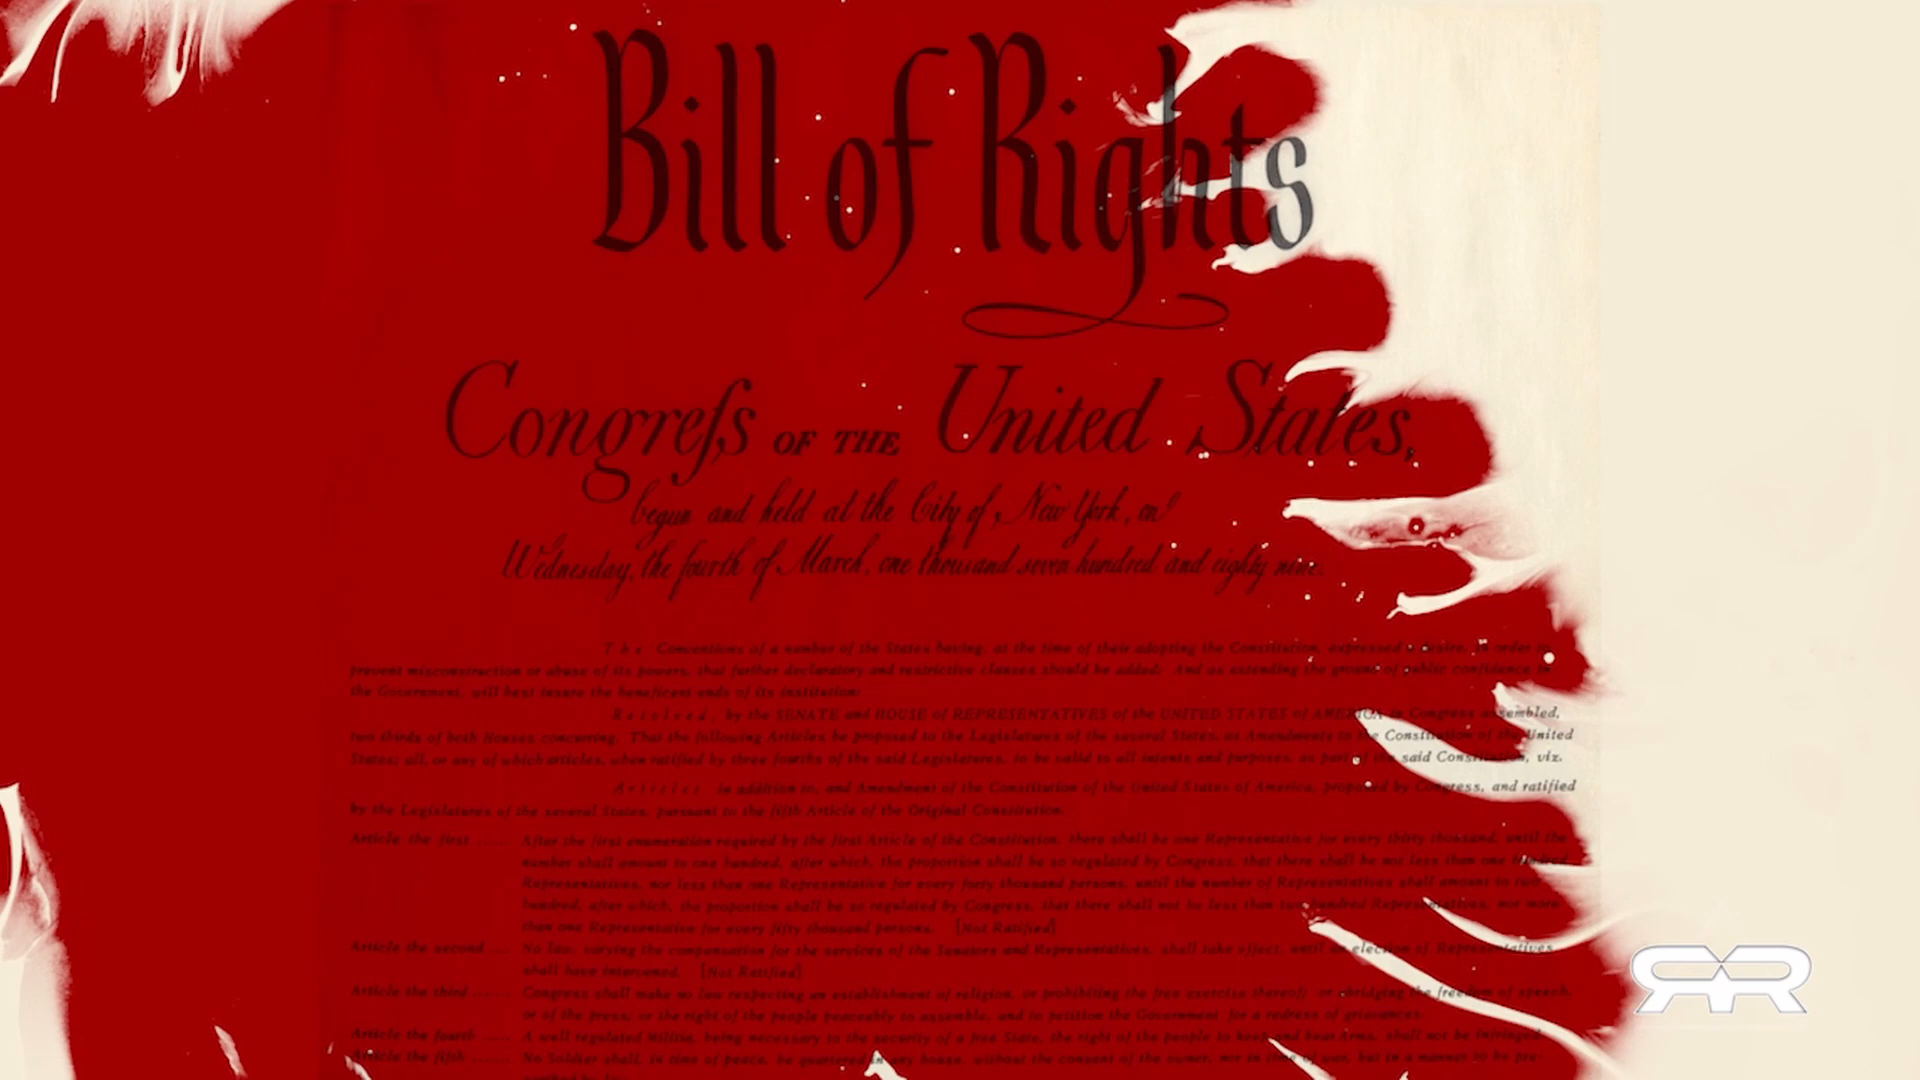 Bill of Rights
Congreſs OF THE United States,
begun and held at the City of New York, on
Wednesday, the fourth of March, one thousand seven hundred and eighty nine.
The Conventions of a number of the States having, at the time of their adopting the Constitution, expressed a desire, in order to
prevent misconstruction or abuse of its powers, that further declaratory and restrictive clauses should be added: And as extending the ground of public confidence in
the Government, will best insure the beneficent ends of its institution:
Resolved, by the SENATE and HOUSE of REPRESENTATIVES of the UNITED STATES of AMERICA in Congress assembled,
two thirds of both Houses concurring, That the following Articles be proposed to the Legislatures of the several States, as Amendments to the Constitution of the United
States; all, or any of which articles, when ratified by three fourths of the said Legislatures, to be valid to all intents and purposes, as part of the said Constitution, viz.
Articles in addition to, and Amendment of the Constitution of the United States of America, proposed by Congress, and ratified
by the Legislatures of the several States, pursuant to the fifth Article of the Original Constitution.
Article the first ...... After the first enumeration required by the first Article of the Constitution, there shall be one Representative for every thirty thousand, until the
number shall amount to one hundred, after which, the proportion shall be so regulated by Congress, that there shall be not less than one hundred
Representatives, nor less than one Representative for every forty thousand persons, until the number of Representatives shall amount to two
hundred, after which, the proportion shall be so regulated by Congress, that there shall not be less than two hundred Representatives, nor more
than one Representative for every fifty thousand persons. [Not Ratified]
Article the second ..... No law, varying the compensation for the services of the Senators and Representatives, shall take effect, until an election of Representatives
shall have intervened. [Not Ratified]
Article the third ....... Congress shall make no law respecting an establishment of religion, or prohibiting the free exercise thereof; or abridging the freedom of speech,
or of the press; or the right of the people peaceably to assemble, and to petition the Government for a redress of grievances.
Article the fourth ...... A well regulated Militia, being necessary to the security of a free State, the right of the people to keep and bear Arms, shall not be infringed.
Article the fifth ....... No Soldier shall, in time of peace, be quartered in any house, without the consent of the owner, nor in time of war, but in a manner to be pre-
RR